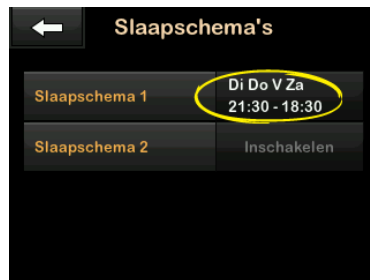 Slaapschema's
Slaapschema 1
Di Do V Za
21:30 - 18:30
Slaapschema 2
Inschakelen